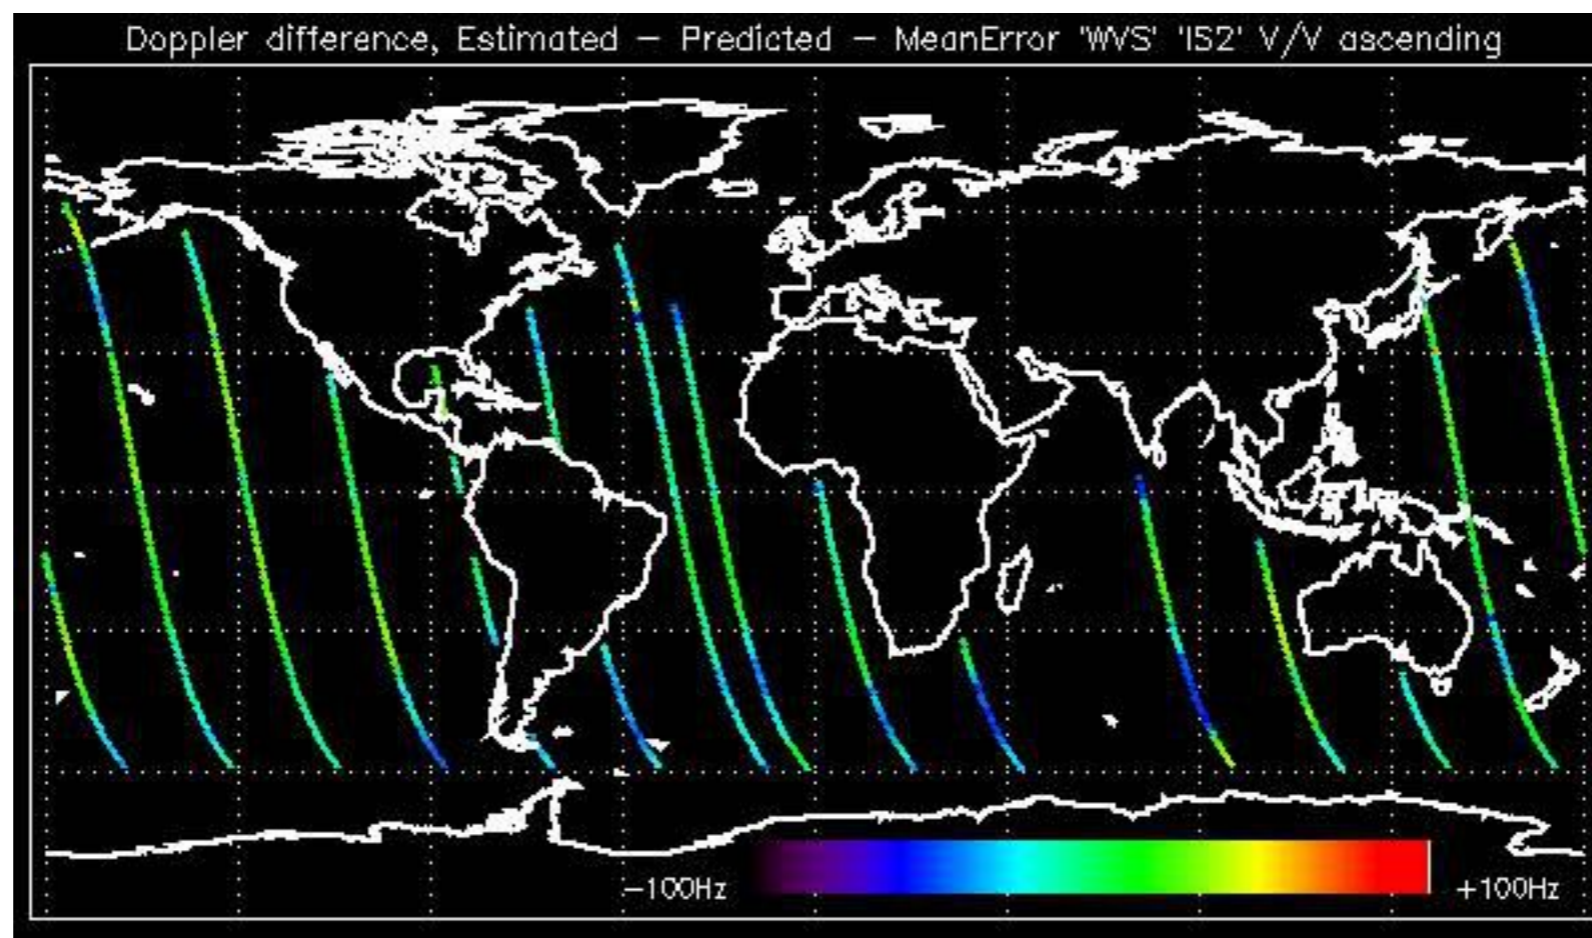 Doppler difference, Estimated – Predicted – MeanError 'WVS' 'IS2' V/V ascending
–100Hz +100Hz